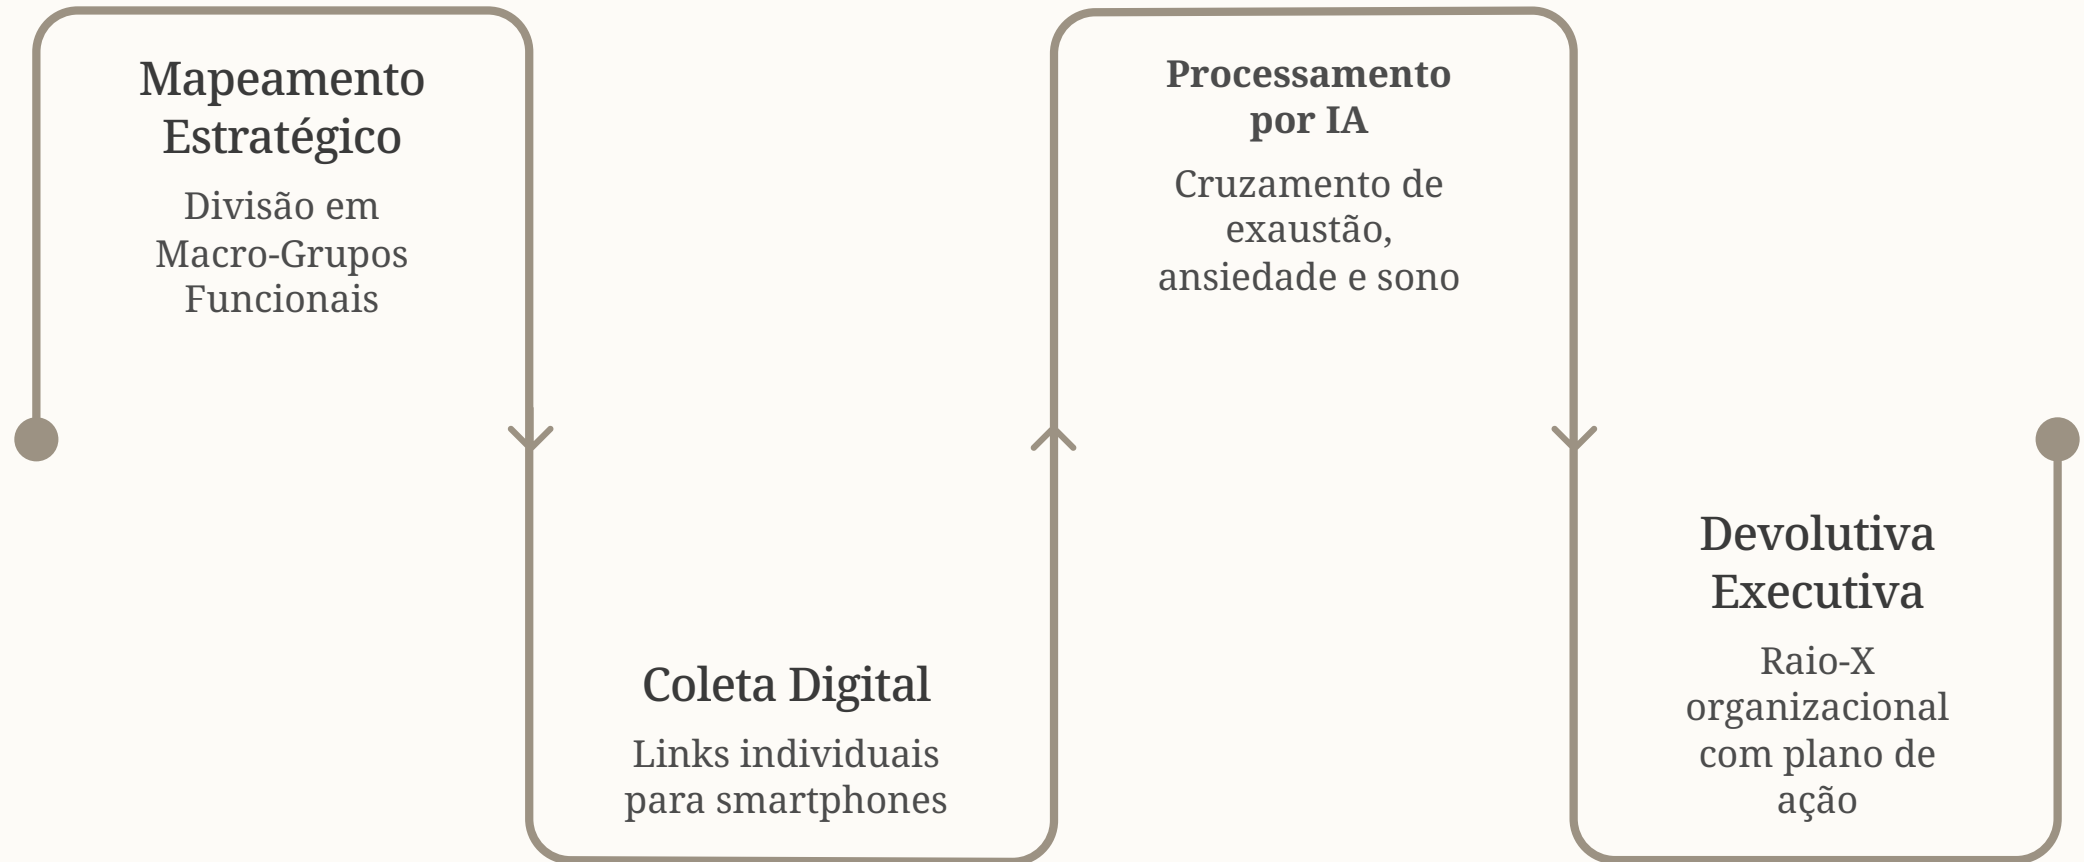 Mapeamento
Estratégico
Divisão em
Macro-Grupos
Funcionais
Coleta Digital
Links individuais
para smartphones
Processamento
por IA
Cruzamento de
exaustão,
ansiedade e sono
Devolutiva
Executiva
Raio-X
organizacional
com plano de
ação